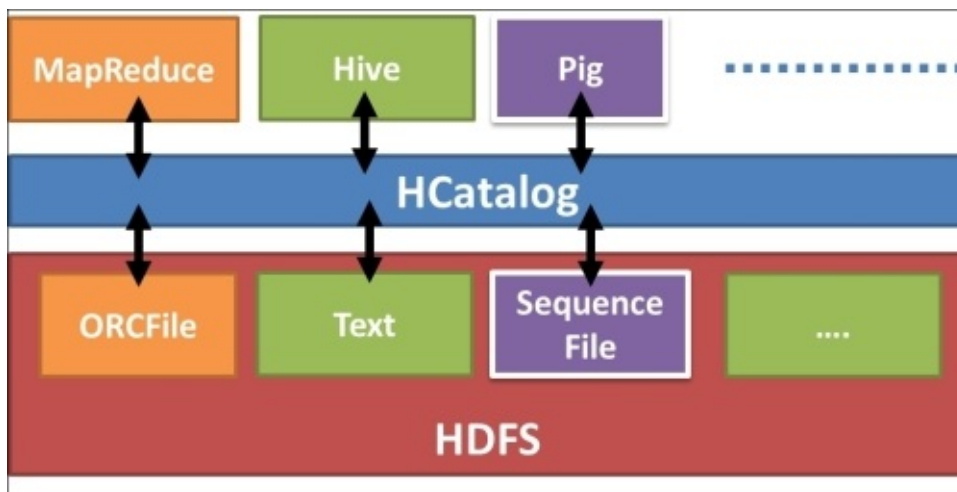 MapReduce
Hive
Pig
HCatalog
ORCFile
Text
Sequence
File
....
HDFS